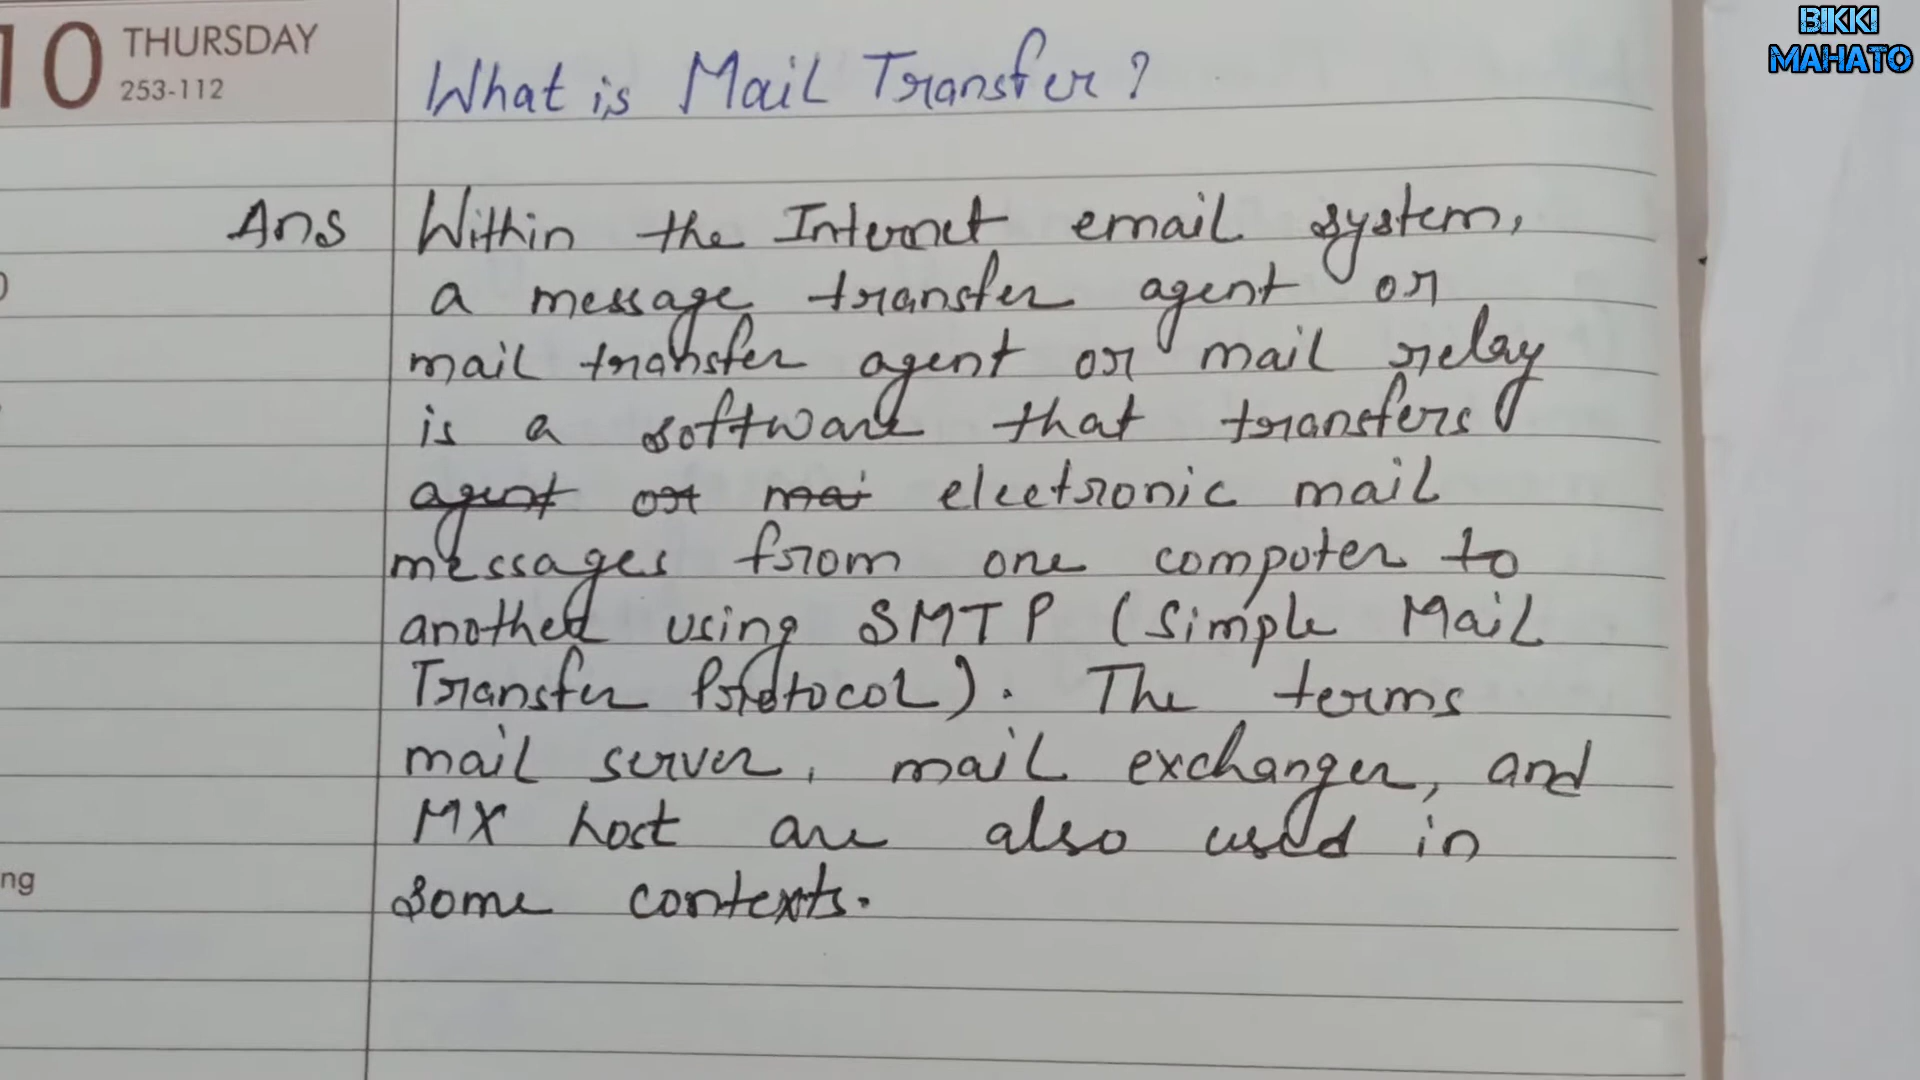 10 THURSDAY
253-112
BIKKI
MAHATO
What is Mail Transfer?
Ans Within the Internet email system,
a message transfer agent or
mail transfer agent or mail relay
is a software that transfers
agent or mai electronic mail
messages from one computer to
another using SMTP (Simple Mail
Transfer Protocol). The terms
mail server, mail exchanger, and
MX host are also used in
ng
some contexts.